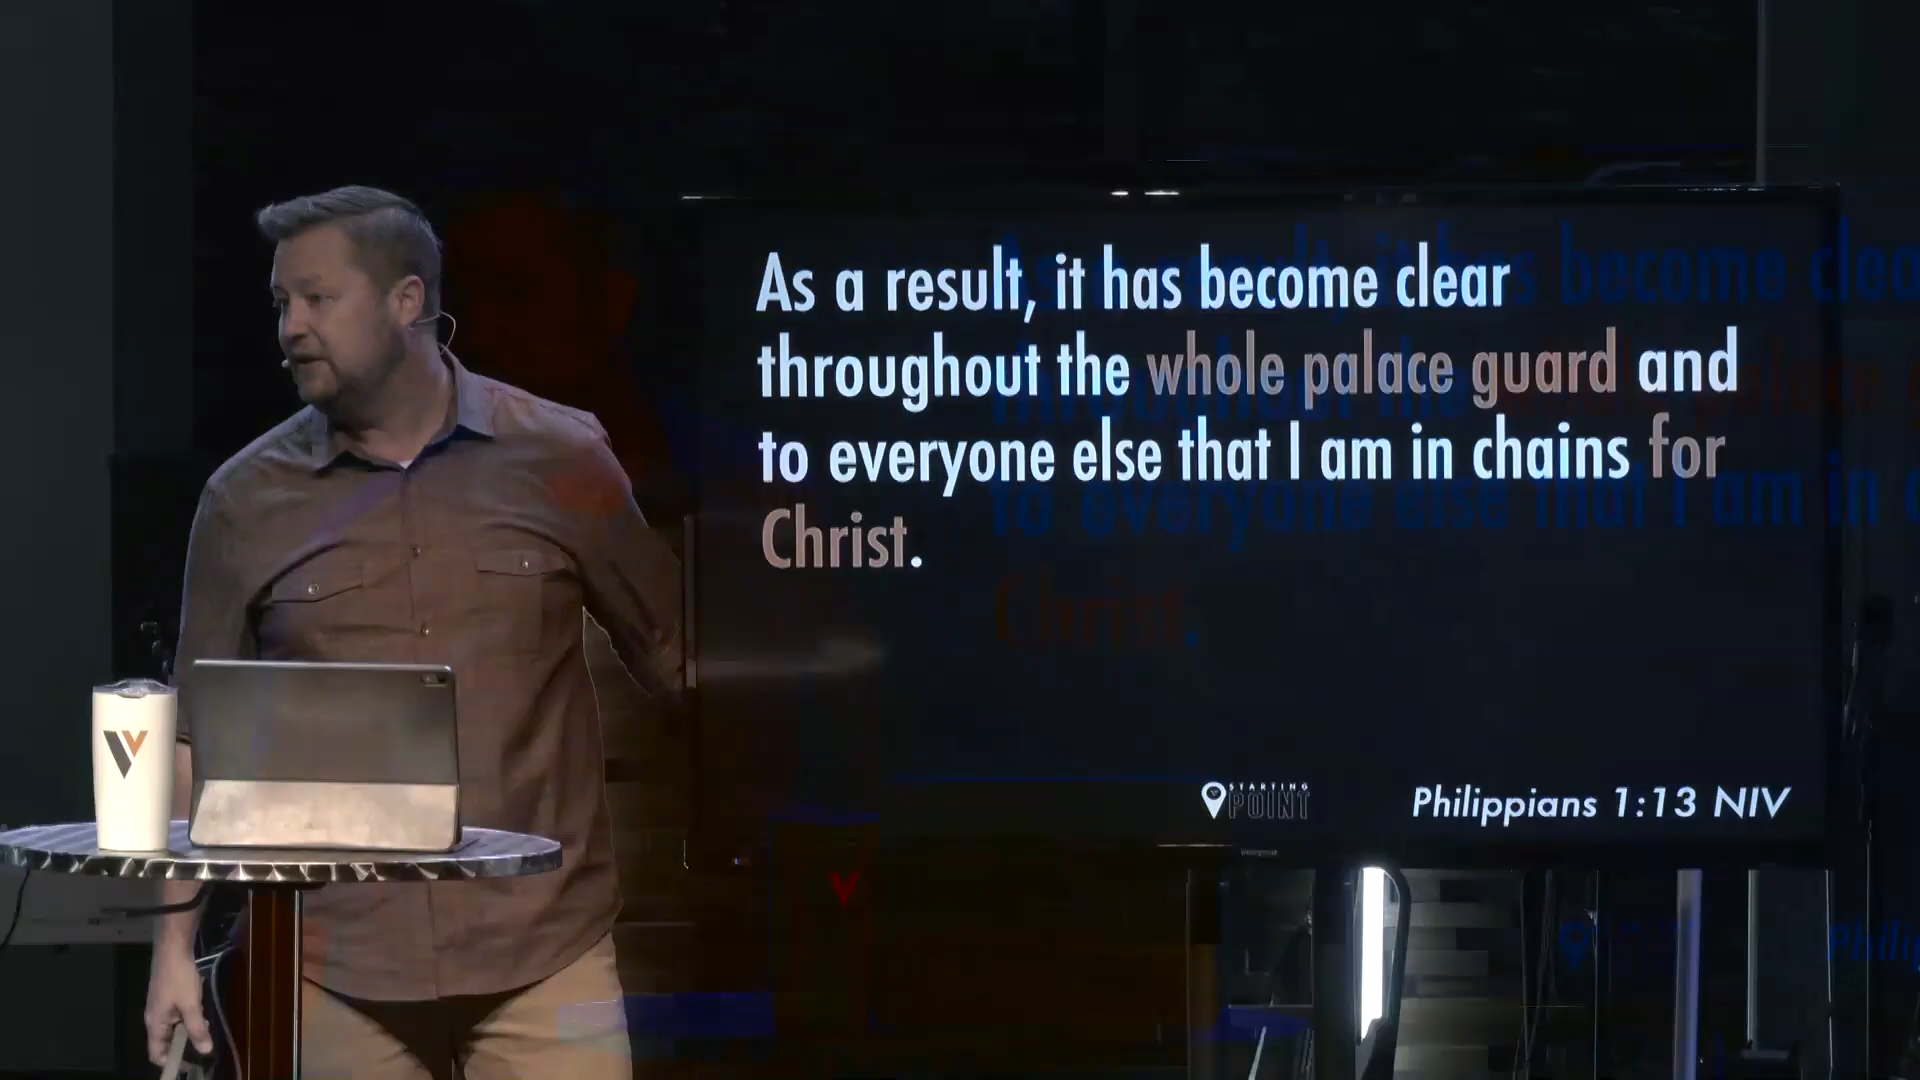 As a result, it has become clear
throughout the whole palace guard and
to everyone else that I am in chains for
Christ.
STARTING
POINT
Philippians 1:13 NIV